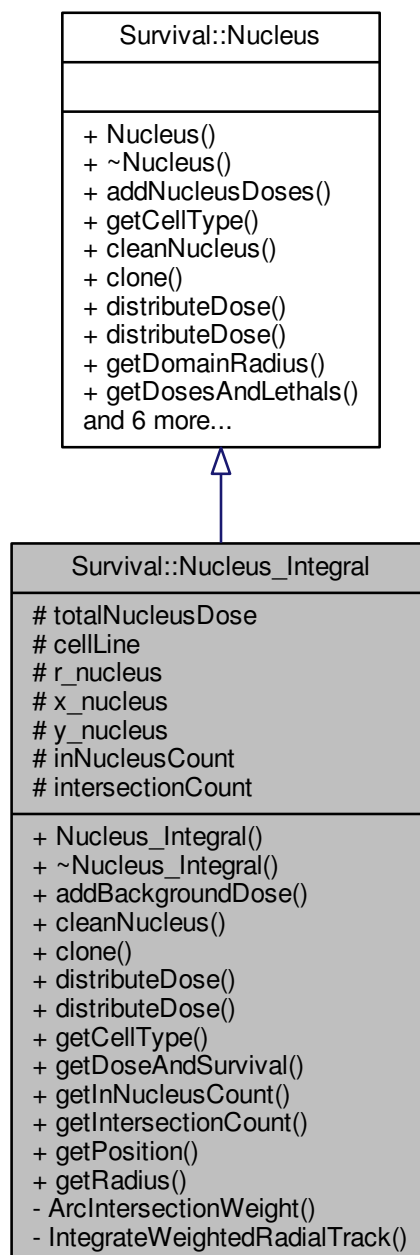 Survival::Nucleus
+ Nucleus()
+ ~Nucleus()
+ addNucleusDoses()
+ getCellType()
+ cleanNucleus()
+ clone()
+ distributeDose()
+ distributeDose()
+ getDomainRadius()
+ getDosesAndLethals()
and 6 more...
Survival::Nucleus_Integral
# totalNucleusDose
# cellLine
# r_nucleus
# x_nucleus
# y_nucleus
# inNucleusCount
# intersectionCount
+ Nucleus_Integral()
+ ~Nucleus_Integral()
+ addBackgroundDose()
+ cleanNucleus()
+ clone()
+ distributeDose()
+ distributeDose()
+ getCellType()
+ getDoseAndSurvival()
+ getInNucleusCount()
+ getIntersectionCount()
+ getPosition()
+ getRadius()
- ArcIntersectionWeight()
- IntegrateWeightedRadialTrack()